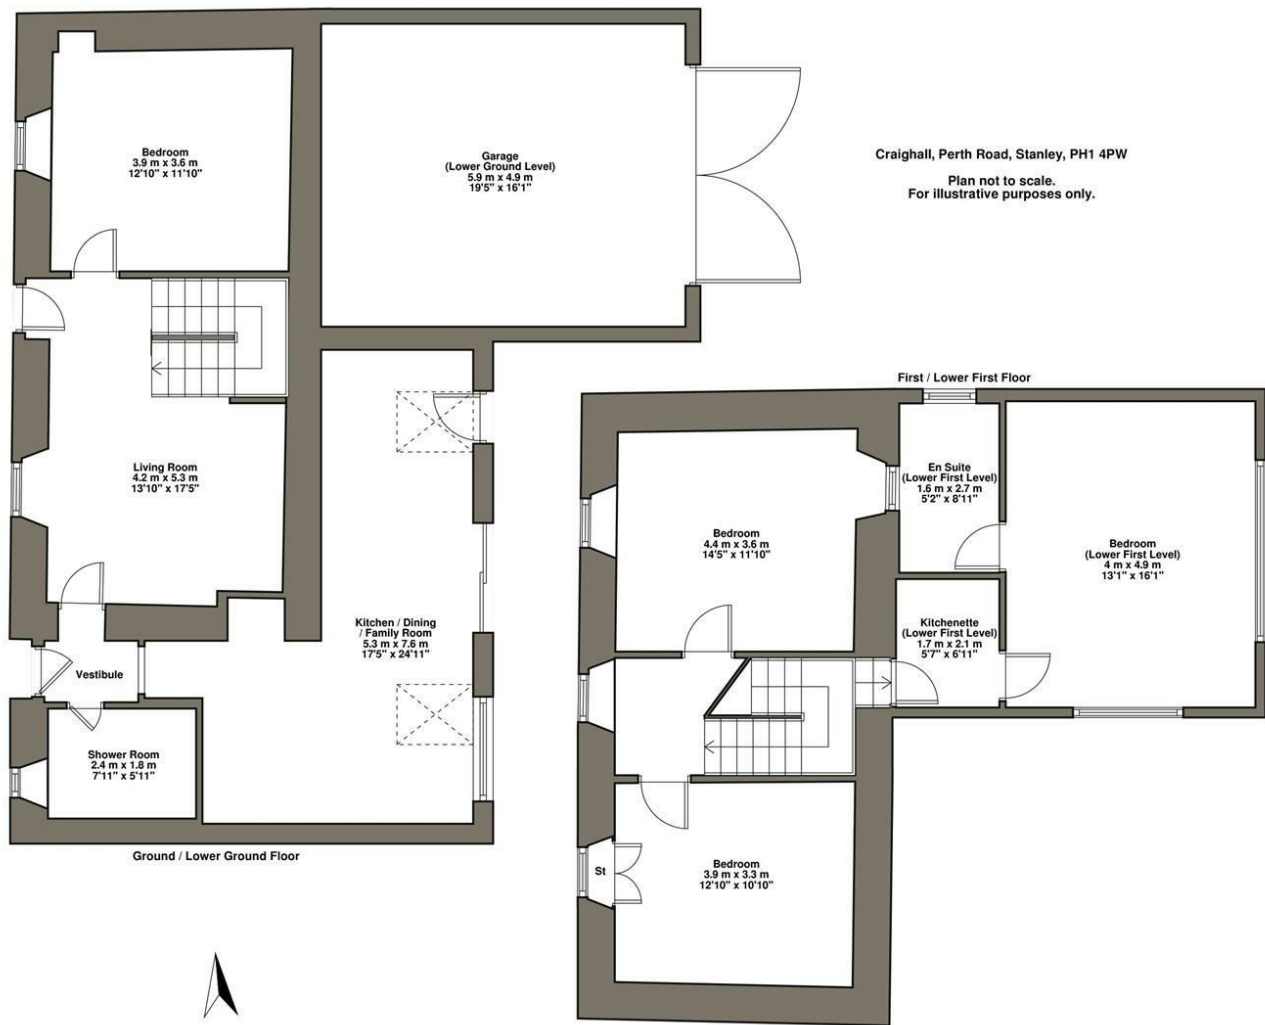 Bedroom
3.9 m x 3.6 m
12'10" x 11'10"
Garage
(Lower Ground Level)
5.9 m x 4.9 m
19'5" x 16'1"
Craighall, Perth Road, Stanley, PH1 4PW
Plan not to scale.
For illustrative purposes only.
Living Room
4.2 m x 5.3 m
13'10" x 17'5"
Kitchen / Dining
/ Family Room
5.3 m x 7.6 m
17'5" x 24'11"
Vestibule
Shower Room
2.4 m x 1.8 m
7'11" x 5'11"
Ground / Lower Ground Floor
First / Lower First Floor
En Suite
(Lower First Level)
1.6 m x 2.7 m
5'2" x 8'11"
Bedroom
4.4 m x 3.6 m
14'5" x 11'10"
Bedroom
(Lower First Level)
4 m x 4.9 m
13'1" x 16'1"
Kitchenette
(Lower First Level)
1.7 m x 2.1 m
5'7" x 6'11"
Bedroom
3.9 m x 3.3 m
12'10" x 10'10"
St